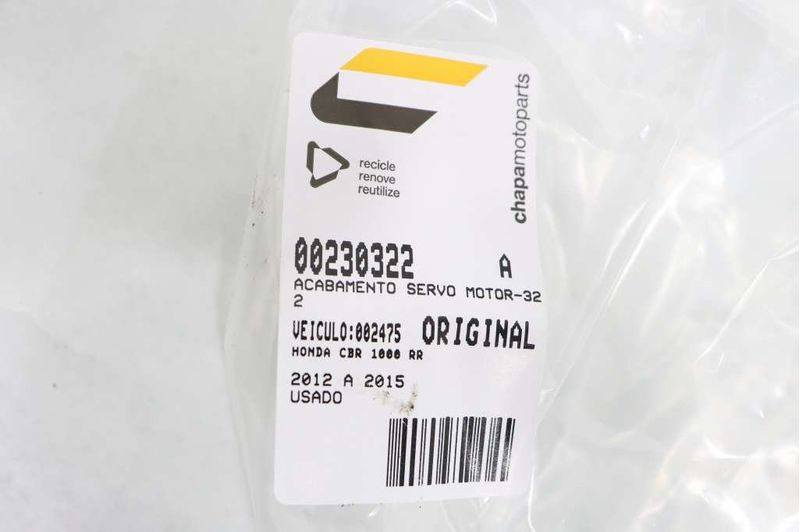 chapamotoparts
recicle
renove
reutilize
00230322 A
ACABAMENTO SERVO MOTOR-32
2
VEICULO:002475 ORIGINAL
HONDA CBR 1000 RR
2012 A 2015
USADO